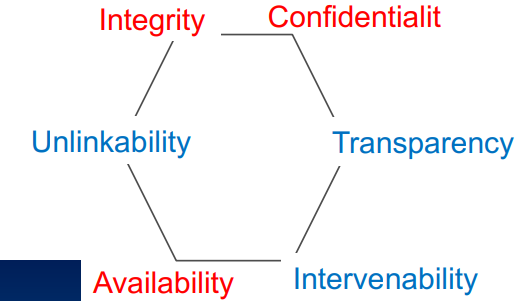 Integrity
Confidentialit
Unlinkability
Transparency
Availability
Intervenability